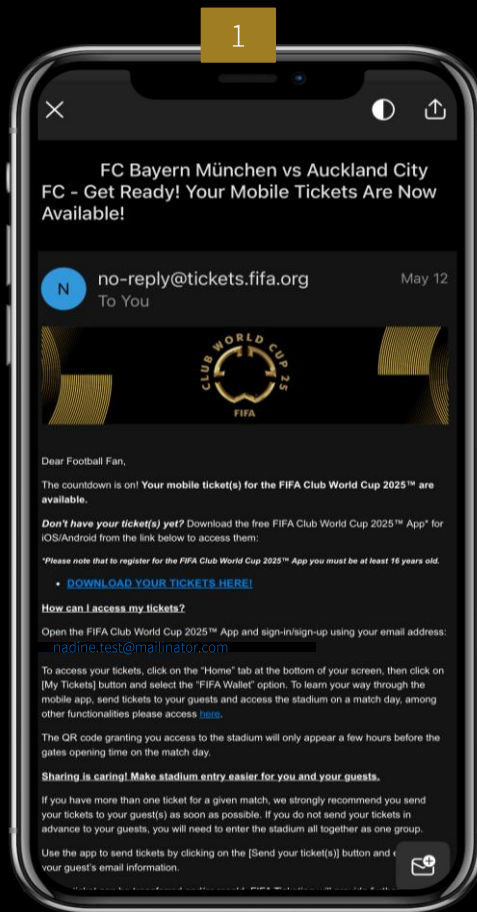 1
FC Bayern München vs Auckland City
FC - Get Ready! Your Mobile Tickets Are Now
Available!
N
no-reply@tickets.fifa.org
May 12
To You
CLUB WORLD CUP 25
FIFA
Dear Football Fan,
The countdown is on! Your mobile ticket(s) for the FIFA Club World Cup 2025™ are
available.
Don't have your ticket(s) yet? Download the free FIFA Club World Cup 2025™ App* for
iOS/Android from the link below to access them:
*Please note that to register for the FIFA Club World Cup 2025™ App you must be at least 16 years old.
• DOWNLOAD YOUR TICKETS HERE!
How can I access my tickets?
Open the FIFA Club World Cup 2025™ App and sign-in/sign-up using your email address:
nadine.test@mailinator.com
To access your tickets, click on the "Home" tab at the bottom of your screen, then click on
[My Tickets] button and select the "FIFA Wallet" option. To learn your way through the
mobile app, send tickets to your guests and access the stadium on a match day, among
other functionalities please access here.
The QR code granting you access to the stadium will only appear a few hours before the
gates opening time on the match day.
Sharing is caring! Make stadium entry easier for you and your guests.
If you have more than one ticket for a given match, we strongly recommend you send
your tickets to your guest(s) as soon as possible. If you do not send your tickets in
advance to your guests, you will need to enter the stadium all together as one group.
Use the app to send tickets by clicking on the [Send your ticket(s)] button and
your guest's email information.